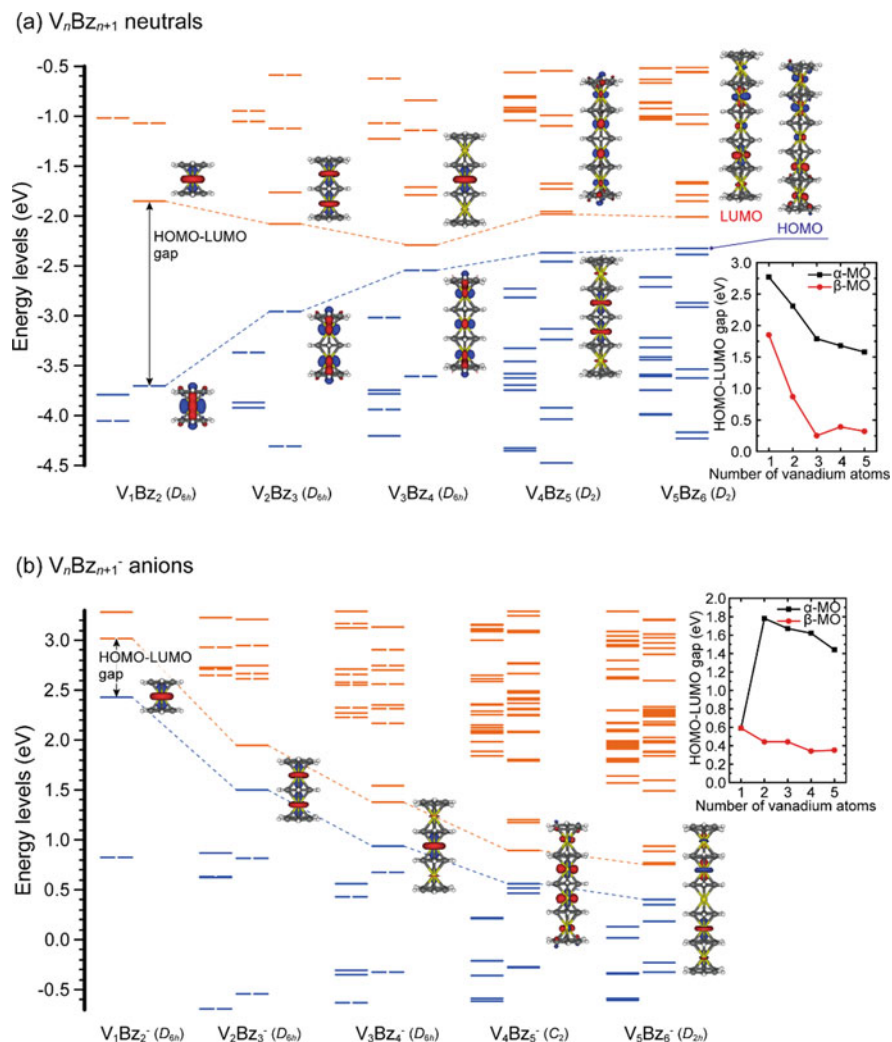 (a) VₙBzₙ₊₁ neutrals
-0.5
-1.0
-1.5
-2.0
-2.5
-3.0
-3.5
-4.0
-4.5
Energy levels (eV)
HOMO-LUMO
gap
LUMO
HOMO
3.0
2.5
2.0
1.5
1.0
0.5
0.0
HOMO-LUMO gap (eV)
α-MO
β-MO
1 2 3 4 5
Number of vanadium atoms
V₁Bz₂ (D₆ₕ) V₂Bz₃ (D₆ₕ) V₃Bz₄ (D₆ₕ) V₄Bz₅ (D₂) V₅Bz₆ (D₂)
(b) VₙBzₙ₊₁⁻ anions
3.0
2.5
2.0
1.5
1.0
0.5
0.0
-0.5
Energy levels (eV)
HOMO-LUMO
gap
2.0
1.8
1.6
1.4
1.2
1.0
0.8
0.6
0.4
0.2
0.0
HOMO-LUMO gap (eV)
α-MO
β-MO
1 2 3 4 5
Number of vanadium atoms
V₁Bz₂⁻ (D₆ₕ) V₂Bz₃⁻ (D₆ₕ) V₃Bz₄⁻ (D₆ₕ) V₄Bz₅⁻ (C₂) V₅Bz₆⁻ (D₂ₕ)